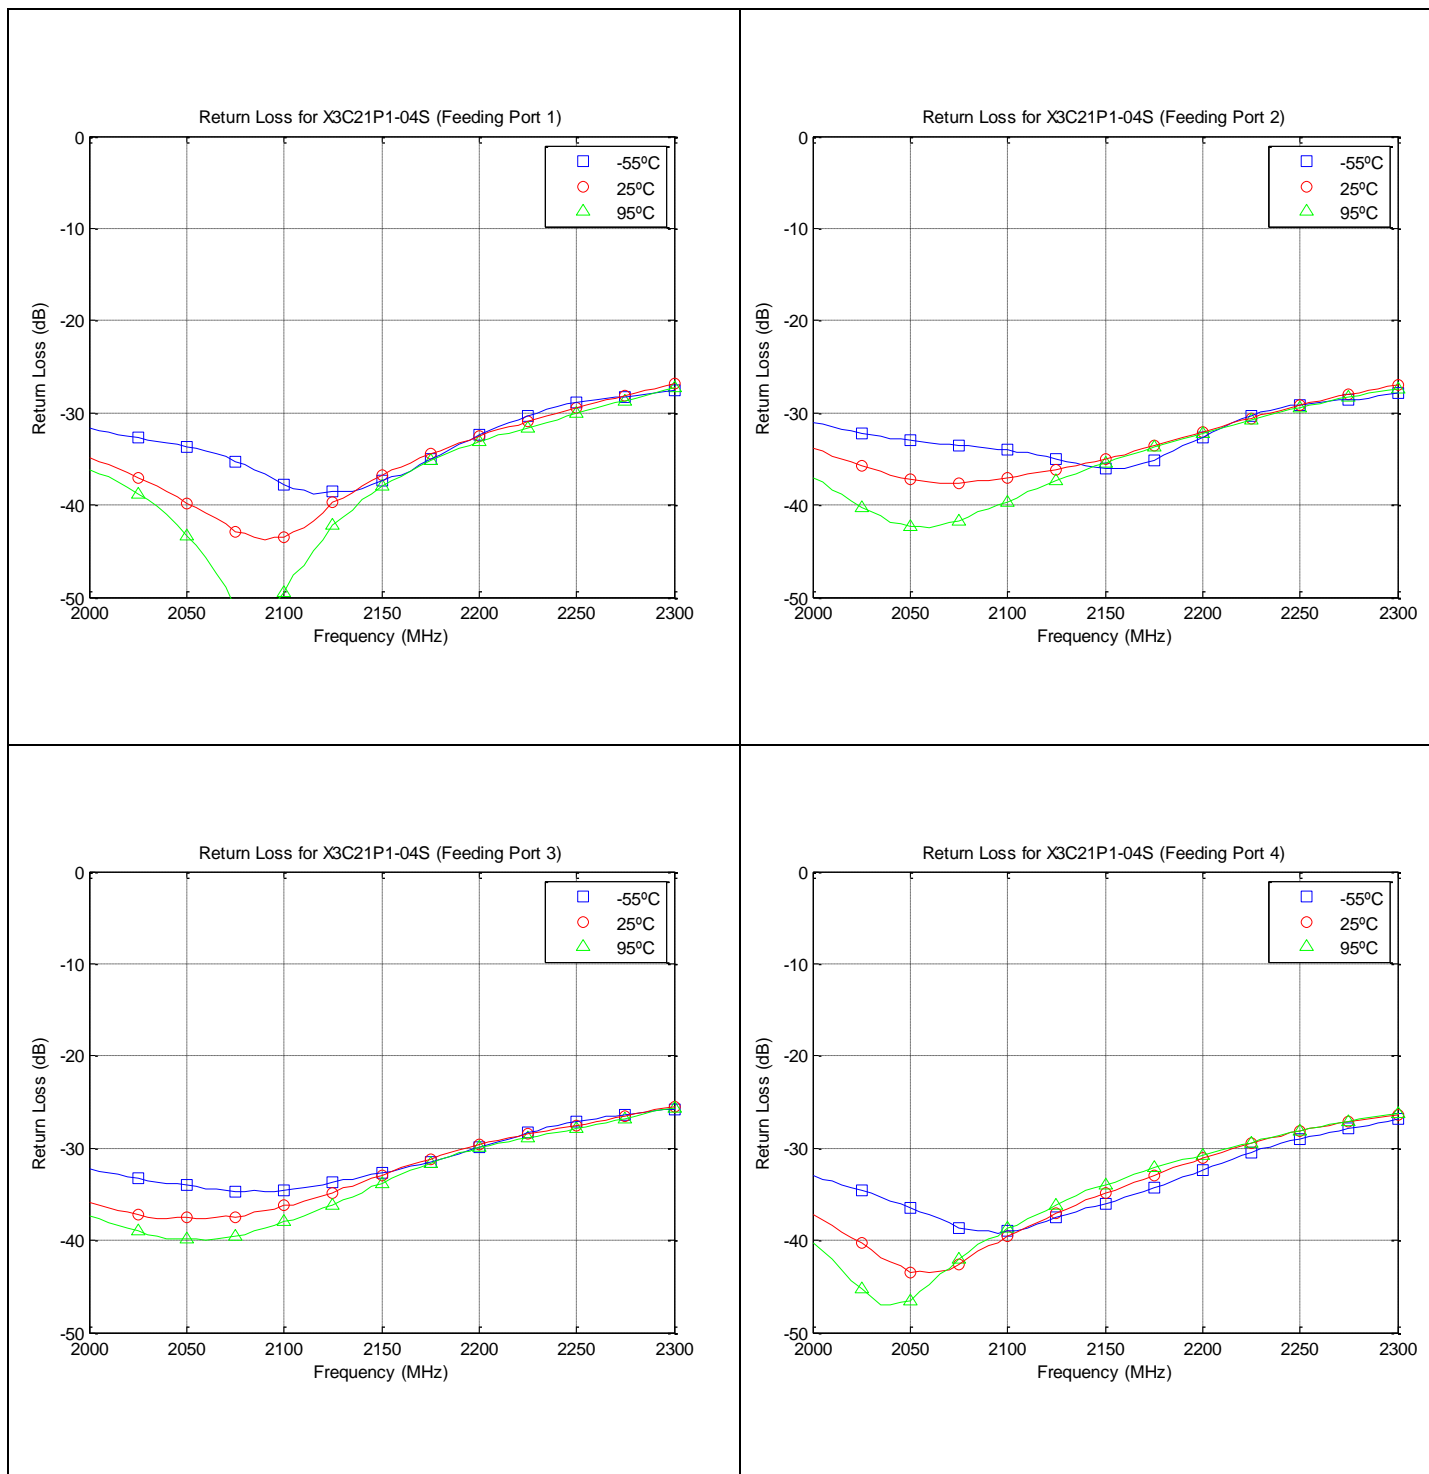 Return Loss for X3C21P1-04S (Feeding Port 1)
0
-10
-20
-30
-40
-50
Return Loss (dB)
-55ºC
25ºC
95ºC
2000 2050 2100 2150 2200 2250 2300
Frequency (MHz)
Return Loss for X3C21P1-04S (Feeding Port 2)
0
-10
-20
-30
-40
-50
Return Loss (dB)
-55ºC
25ºC
95ºC
2000 2050 2100 2150 2200 2250 2300
Frequency (MHz)
Return Loss for X3C21P1-04S (Feeding Port 3)
0
-10
-20
-30
-40
-50
Return Loss (dB)
-55ºC
25ºC
95ºC
2000 2050 2100 2150 2200 2250 2300
Frequency (MHz)
Return Loss for X3C21P1-04S (Feeding Port 4)
0
-10
-20
-30
-40
-50
Return Loss (dB)
-55ºC
25ºC
95ºC
2000 2050 2100 2150 2200 2250 2300
Frequency (MHz)